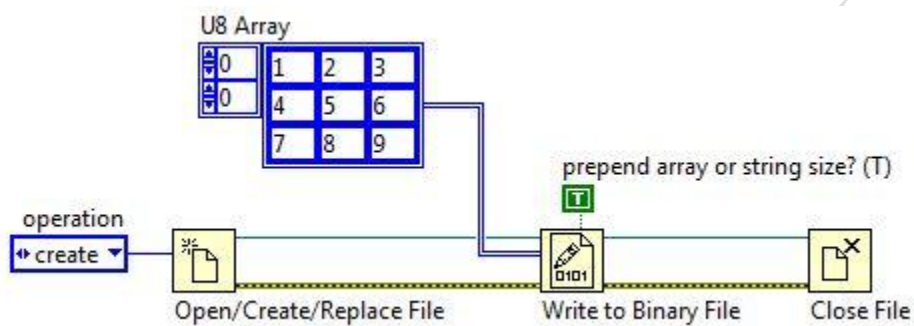 U8 Array
0 1 2 3
0 4 5 6
7 8 9
prepend array or string size? (T)
T
operation
create
0101
Open/Create/Replace File Write to Binary File Close File